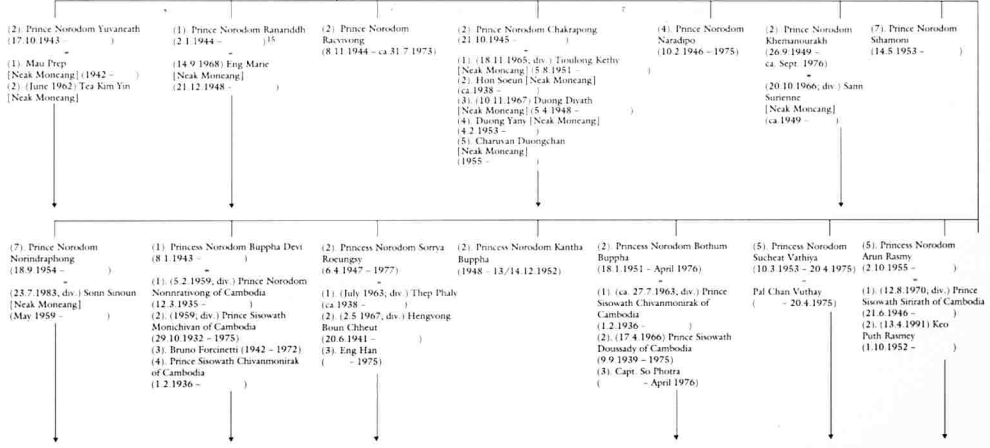 (2). Prince Norodom Yuvaneath
(17.10.1943 – )
=
(1). Mau Prep
[Neak Moneang] (1942 – )
(2). (June 1962) Tea Kim Yin
[Neak Moneang]
(1). Prince Norodom Ranariddh
(2.1.1944 – )15
=
(14.9.1968) Eng Marie
[Neak Moneang]
(21.12.1948 – )
(2). Prince Norodom
Racvivong
(8.11.1944 – ca.31.7.1973)
(2). Prince Norodom Chakrapong
(21.10.1945 – )
=
(1). (18.11.1965; div.) Tioulong Kethy
[Neak Moneang] (5.8.1951 – )
(2). Hon Soeun [Neak Moneang]
(ca.1938 – )
(3). (10.11.1967) Duong Divath
[Neak Moneang] (5.4.1948 – )
(4). Duong Yany [Neak Moneang]
(4.2.1953 – )
(5). Charuvan Duongchan
[Neak Moneang]
(1955 – )
(4). Prince Norodom
Naradipo
(10.2.1946 – 1975)
(2). Prince Norodom
Khemanourakh
(26.9.1949 –
ca. Sept. 1976)
=
(20.10.1966; div.) Sann
Surienne
[Neak Moncang]
(ca.1949 – )
(7). Prince Norodom
Sihamoni
(14.5.1953 – )
(7). Prince Norodom
Norindraphong
(18.9.1954 – )
=
(23.7.1983, div.) Sonn Sinoun
[Neak Moneang]
(May 1959 – )
(1) Princess Norodom Buppha Devi
(8.1.1943 – )
=
(1). (5.2.1959; div.) Prince Norodom
Nonnrativong of Cambodia
(12.3.1935 – )
(2). (1959; div) Prince Sisowath
Monichivan of Cambodia
(29.10.1932 – 1975)
(3). Bruno Forcinetti (1942 – 1972)
(4). Prince Sisowath Chivanmonirak
of Cambodia
(1.2.1936 – )
(2). Princess Norodom Sorrya
Roeungsy
(6.4.1947 – 1977)
=
(1). (July 1963; div.) Thep Phaly
(ca 1938 – )
(2). (2.5.1967, div.) Hengvong
Boun Chheut
(20.6.1941 – )
(3). Eng Han
( – 1975)
(2). Princess Norodom Kantha
Buppha
(1948 – 13/14.12.1952)
(2). Princess Norodom Bothum
Buppha
(18.1.1951 – April 1976)
=
(1). (ca. 27.7.1963, div.) Prince
Sisowath Chivanmonirak of
Cambodia
(1.2.1936 – )
(2). (17.4.1966) Prince Sisowath
Doussady of Cambodia
(9.9.1939 – 1975)
(3). Capt. So Photra
( – April 1976)
(5). Princess Norodom
Sucheat Vathiya
(10.3.1953 – 20.4.1975)
=
Pal Chan Vuthay
( – 20.4.1975)
(5). Princess Norodom
Arun Rasmy
(2.10.1955 – )
=
(1). (12.8.1970; div.) Prince
Sisowath Sirirath of Cambodia
(21.6.1946 – )
(2). (13.4.1991) Keo
Puth Rasmey
(1.10.1952 – )